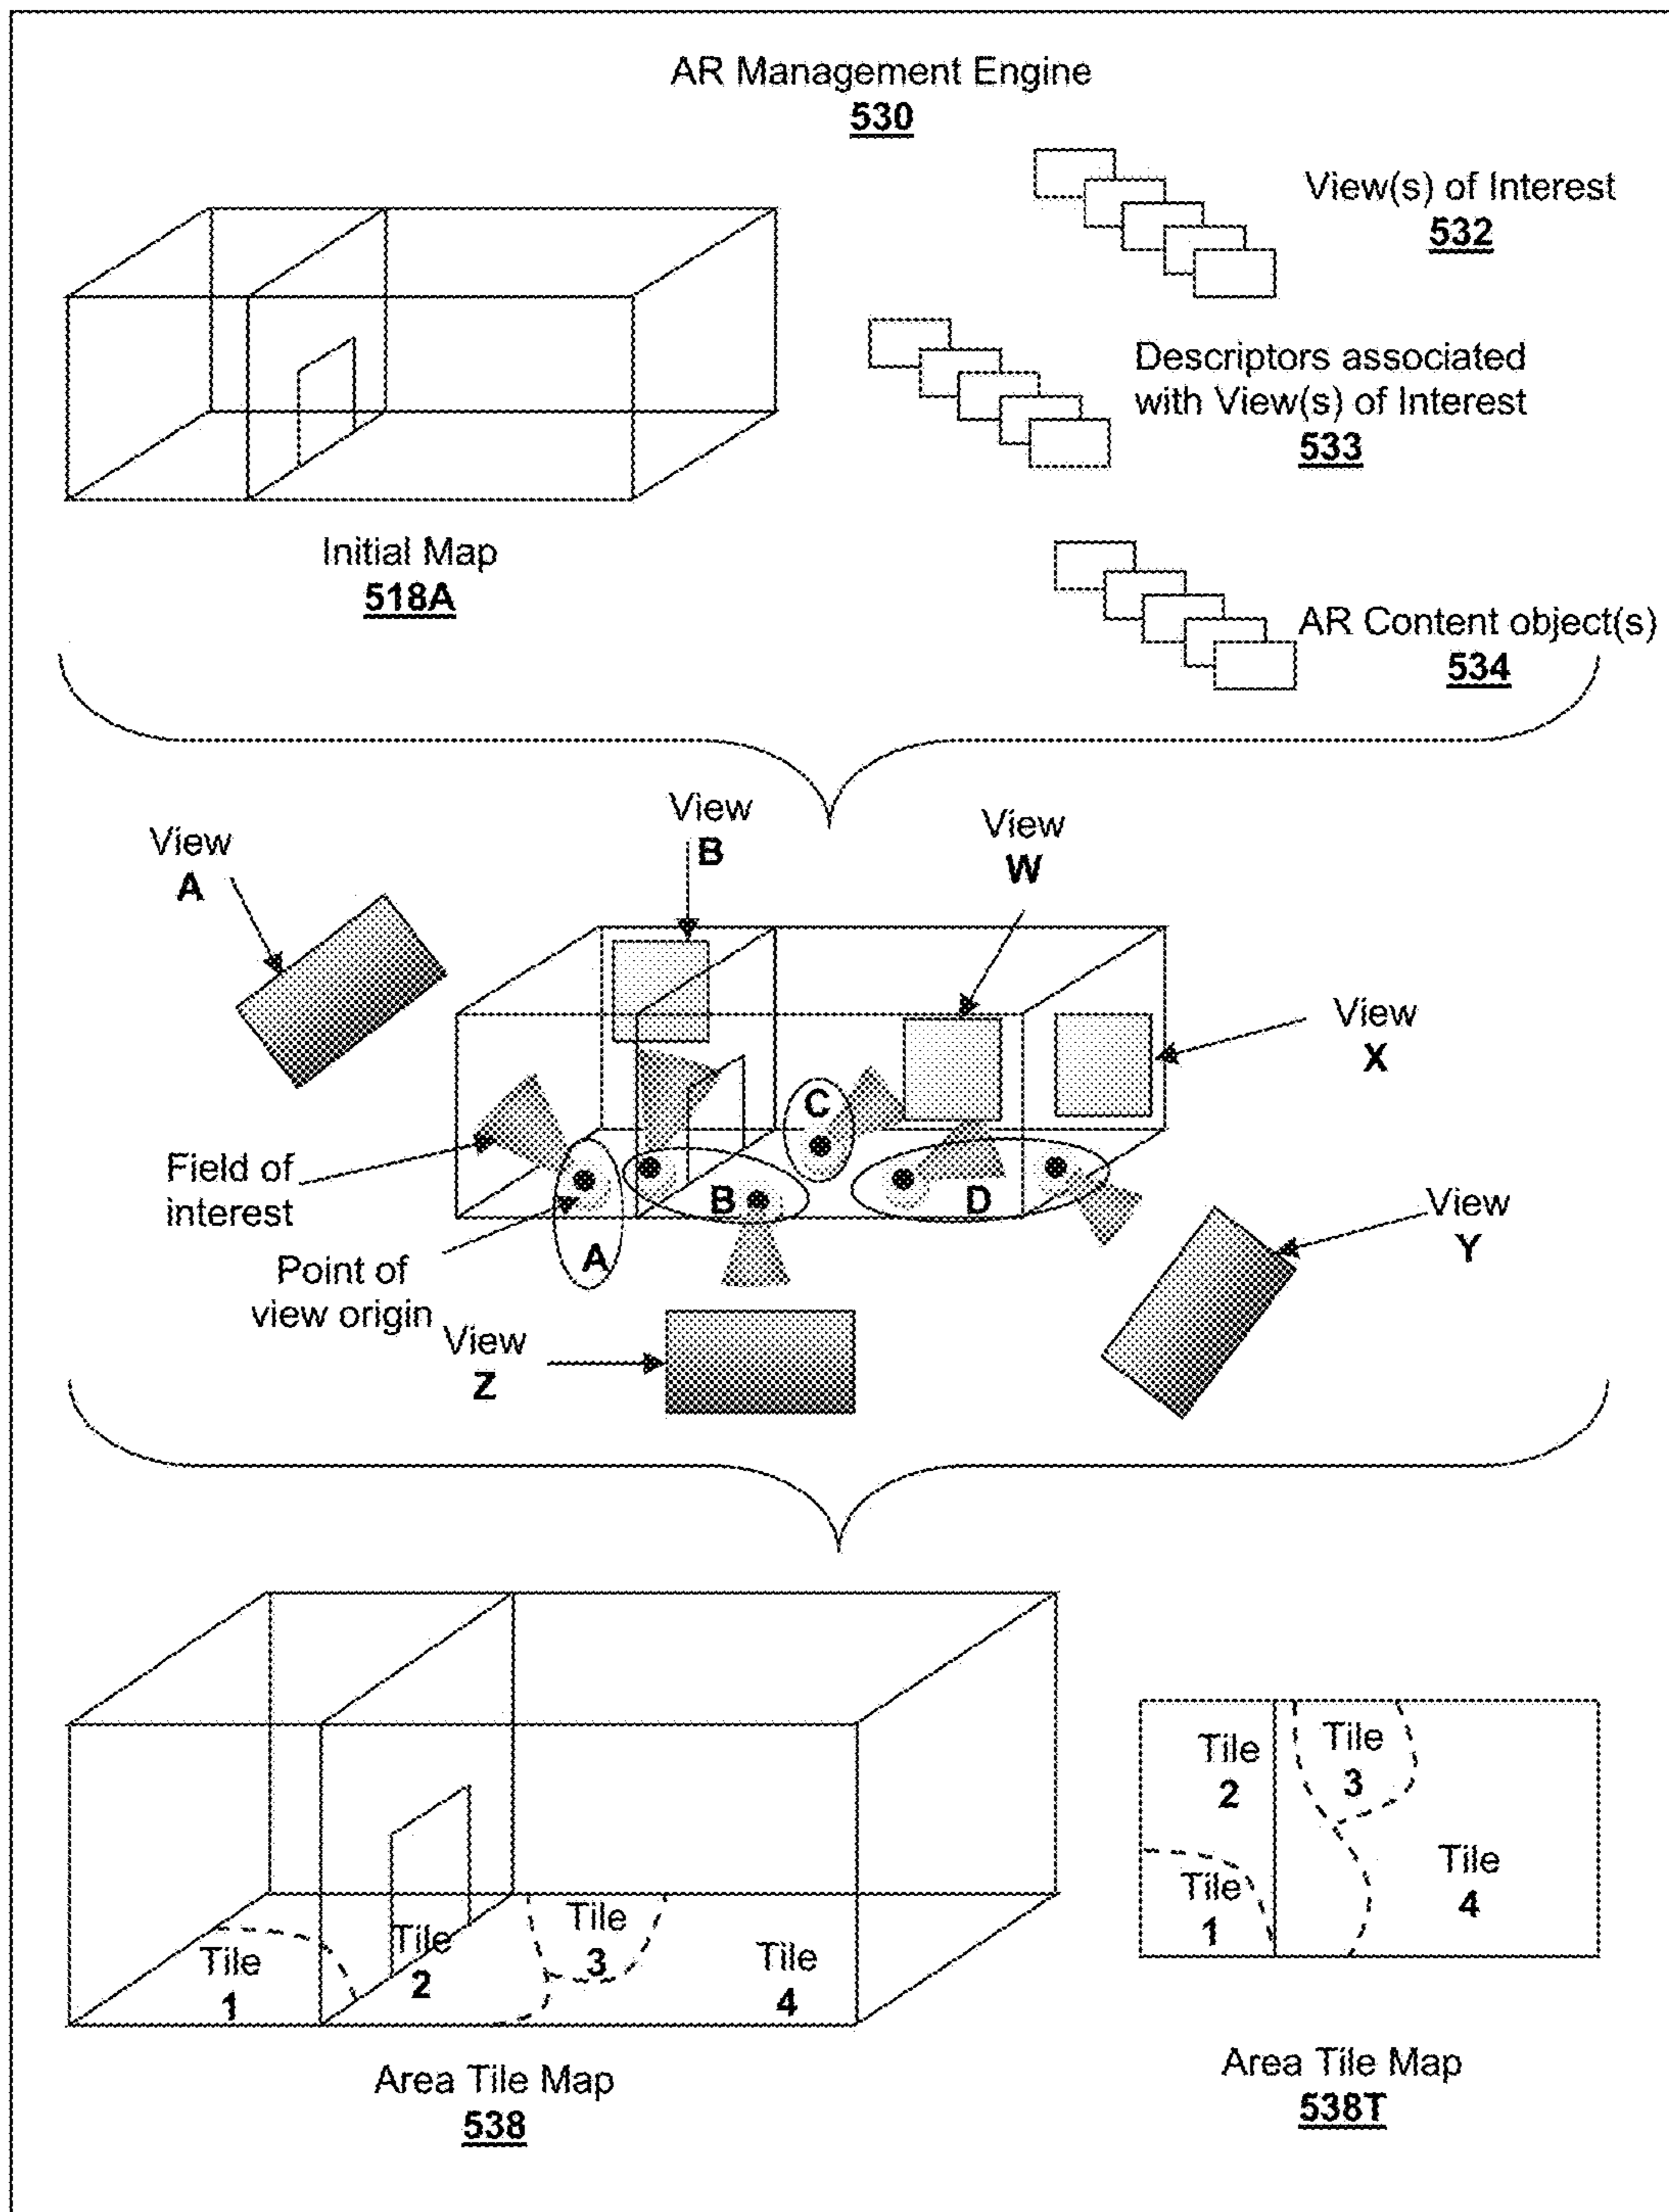 AR Management Engine
530
View(s) of Interest
532
Descriptors associated
with View(s) of Interest
533
Initial Map
518A
AR Content object(s)
534
View
A
View
B
View
W
View
X
C
Field of
interest
B
D
A
Point of
view origin
View
Y
View
Z
Tile
1
Tile
2
Tile
3
Tile
4
Tile
2
Tile
3
Tile
1
Tile
4
Area Tile Map
538
Area Tile Map
538T